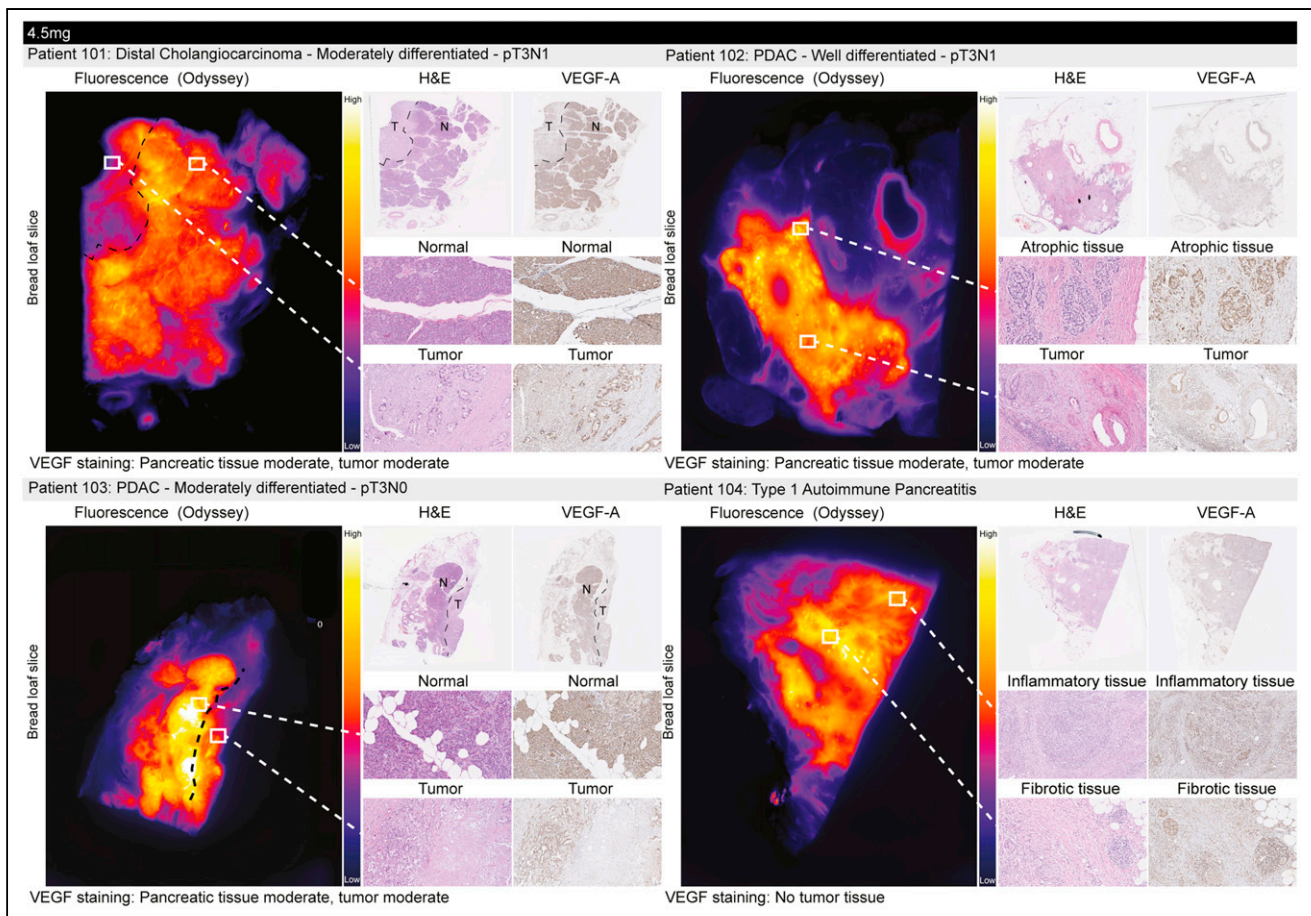 4.5mg
Patient 101: Distal Cholangiocarcinoma - Moderately differentiated - pT3N1
Fluorescence (Odyssey)
H&E
VEGF-A
Bread loaf slice
High
Low
T
N
T
N
Normal
Normal
Tumor
Tumor
VEGF staining: Pancreatic tissue moderate, tumor moderate
Patient 102: PDAC - Well differentiated - pT3N1
Fluorescence (Odyssey)
H&E
VEGF-A
Bread loaf slice
High
Low
Atrophic tissue
Atrophic tissue
Tumor
Tumor
VEGF staining: Pancreatic tissue moderate, tumor moderate
Patient 103: PDAC - Moderately differentiated - pT3N0
Fluorescence (Odyssey)
H&E
VEGF-A
Bread loaf slice
0
High
Low
N
T
N
T
Normal
Normal
Tumor
Tumor
VEGF staining: Pancreatic tissue moderate, tumor moderate
Patient 104: Type 1 Autoimmune Pancreatitis
Fluorescence (Odyssey)
H&E
VEGF-A
Bread loaf slice
High
Low
Inflammatory tissue
Inflammatory tissue
Fibrotic tissue
Fibrotic tissue
VEGF staining: No tumor tissue